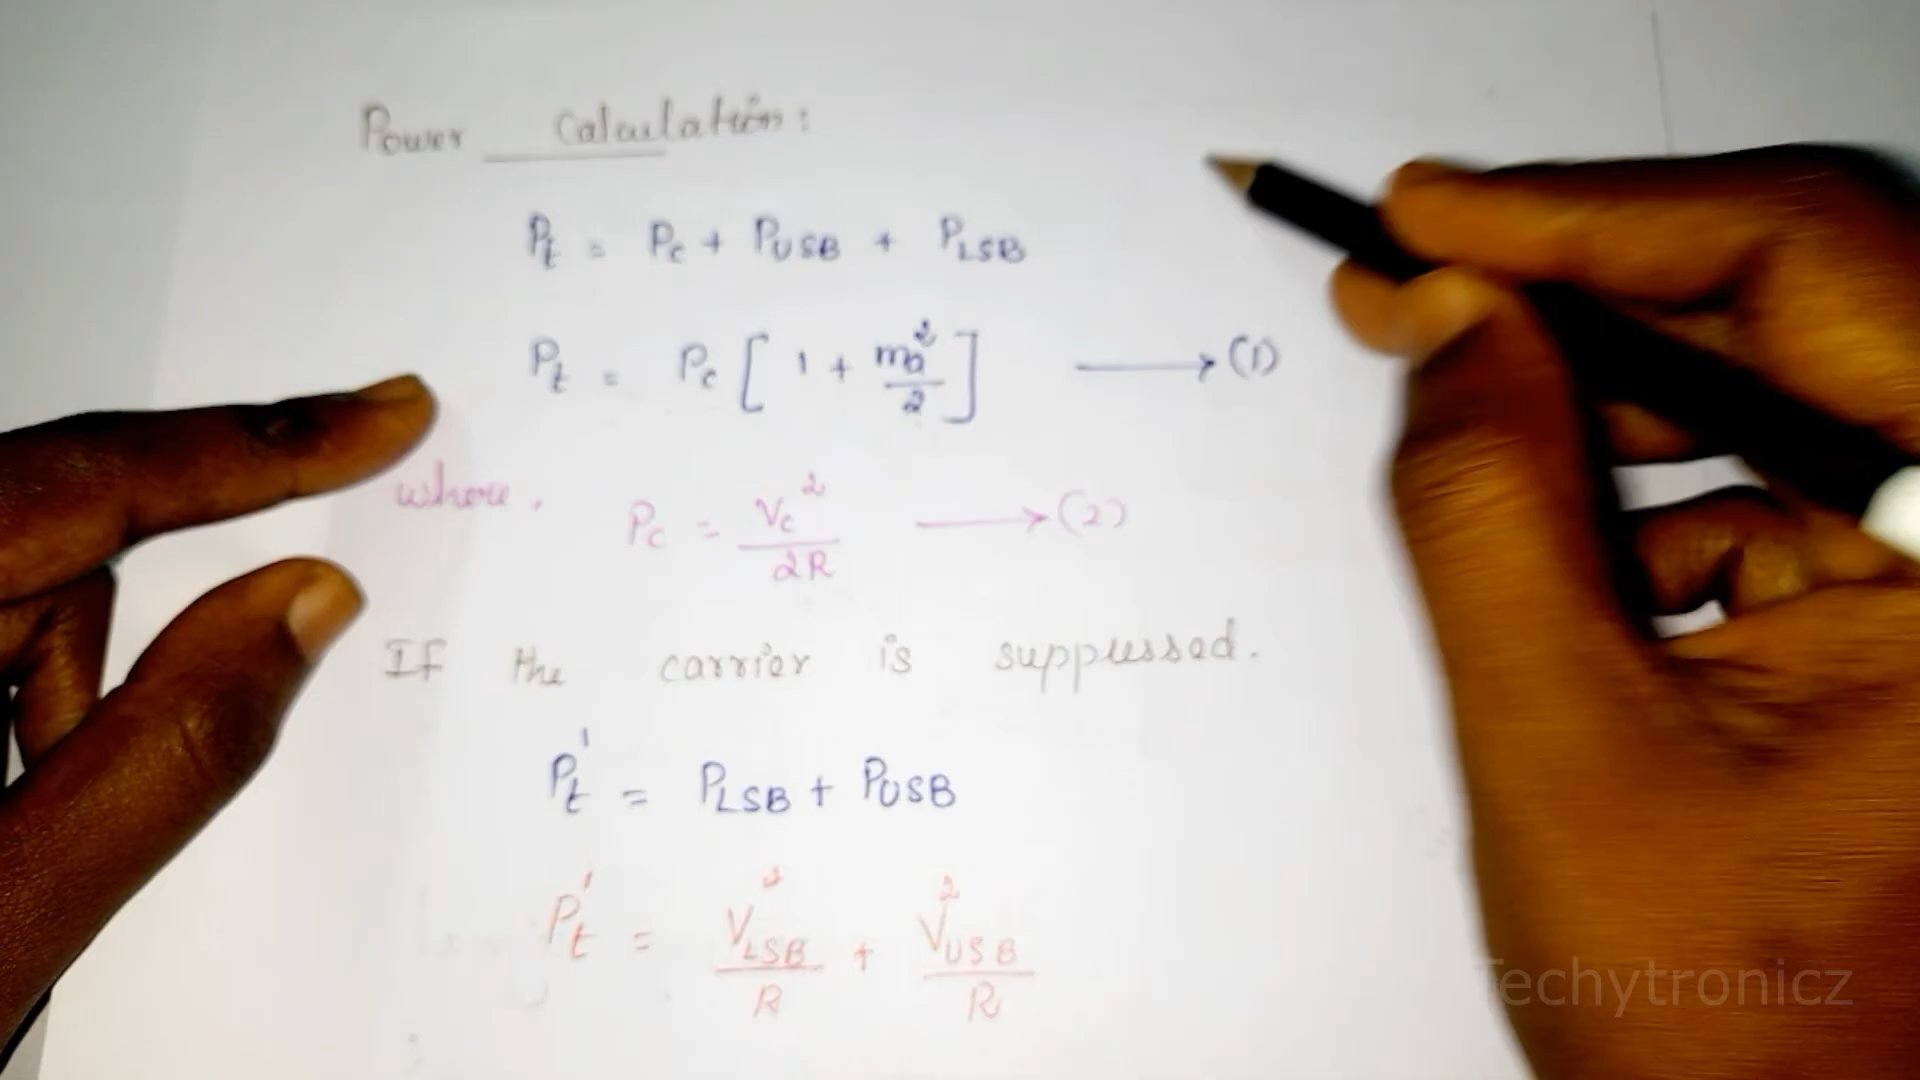 Power Calculation:
Pt = Pc + PUSB + PLSB
Pt = Pc [ 1 + ma²/2 ] ⟶ (1)
where, Pc = Vc²/2R ⟶ (2)
If the carrier is suppressed.
Pt' = PLSB + PUSB
Pt' = V²LSB/R + V²USB/R
Techytronicz